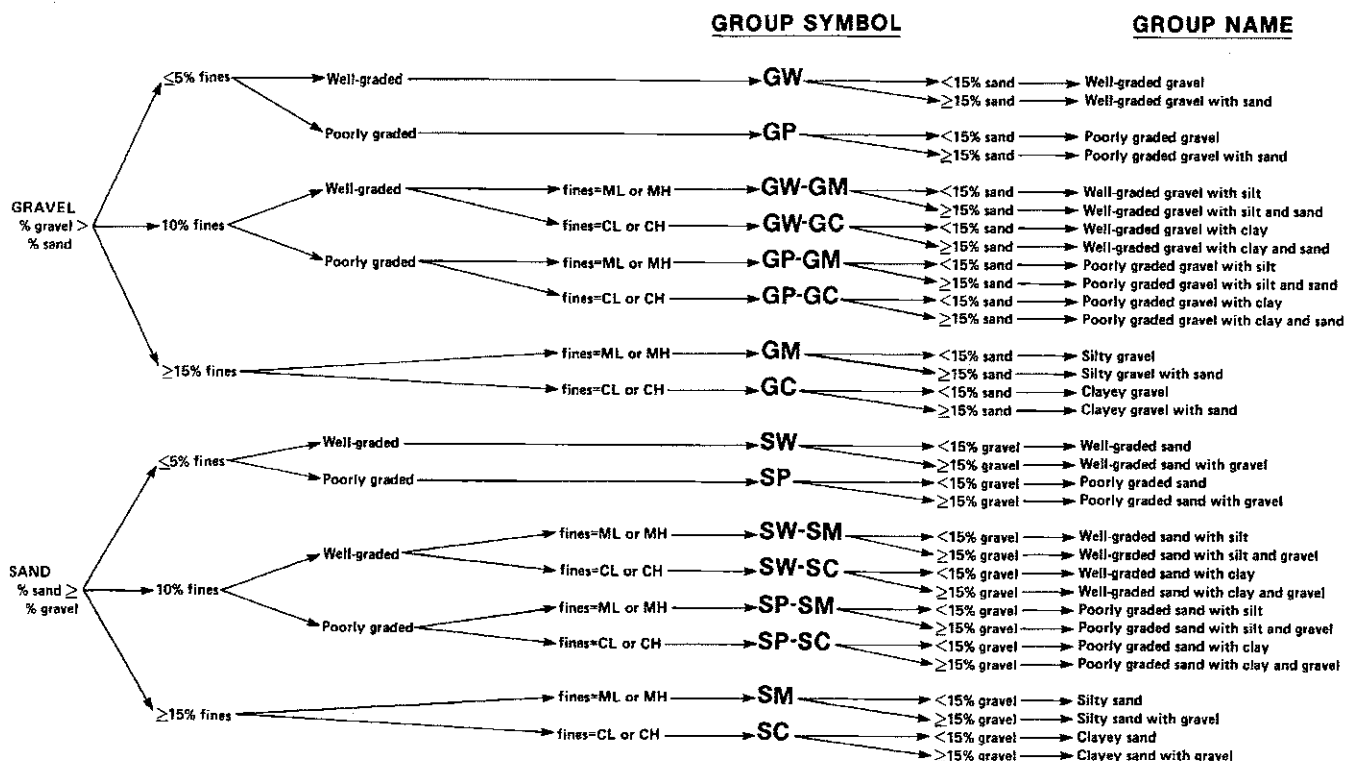 GROUP SYMBOL GROUP NAME
≤5% fines Well-graded GW <15% sand Well-graded gravel
≥15% sand Well-graded gravel with sand
Poorly graded GP <15% sand Poorly graded gravel
≥15% sand Poorly graded gravel with sand
GRAVEL
% gravel >
% sand
10% fines Well-graded fines=ML or MH GW-GM <15% sand Well-graded gravel with silt
≥15% sand Well-graded gravel with silt and sand
fines=CL or CH GW-GC <15% sand Well-graded gravel with clay
≥15% sand Well-graded gravel with clay and sand
Poorly graded fines=ML or MH GP-GM <15% sand Poorly graded gravel with silt
≥15% sand Poorly graded gravel with silt and sand
fines=CL or CH GP-GC <15% sand Poorly graded gravel with clay
≥15% sand Poorly graded gravel with clay and sand
≥15% fines fines=ML or MH GM <15% sand Silty gravel
≥15% sand Silty gravel with sand
fines=CL or CH GC <15% sand Clayey gravel
≥15% sand Clayey gravel with sand
≤5% fines Well-graded SW <15% gravel Well-graded sand
≥15% gravel Well-graded sand with gravel
Poorly graded SP <15% gravel Poorly graded sand
≥15% gravel Poorly graded sand with gravel
SAND
% sand ≥
% gravel
10% fines Well-graded fines=ML or MH SW-SM <15% gravel Well-graded sand with silt
≥15% gravel Well-graded sand with silt and gravel
fines=CL or CH SW-SC <15% gravel Well-graded sand with clay
≥15% gravel Well-graded sand with clay and gravel
Poorly graded fines=ML or MH SP-SM <15% gravel Poorly graded sand with silt
≥15% gravel Poorly graded sand with silt and gravel
fines=CL or CH SP-SC <15% gravel Poorly graded sand with clay
≥15% gravel Poorly graded sand with clay and gravel
≥15% fines fines=ML or MH SM <15% gravel Silty sand
≥15% gravel Silty sand with gravel
fines=CL or CH SC <15% gravel Clayey sand
≥15% gravel Clayey sand with gravel